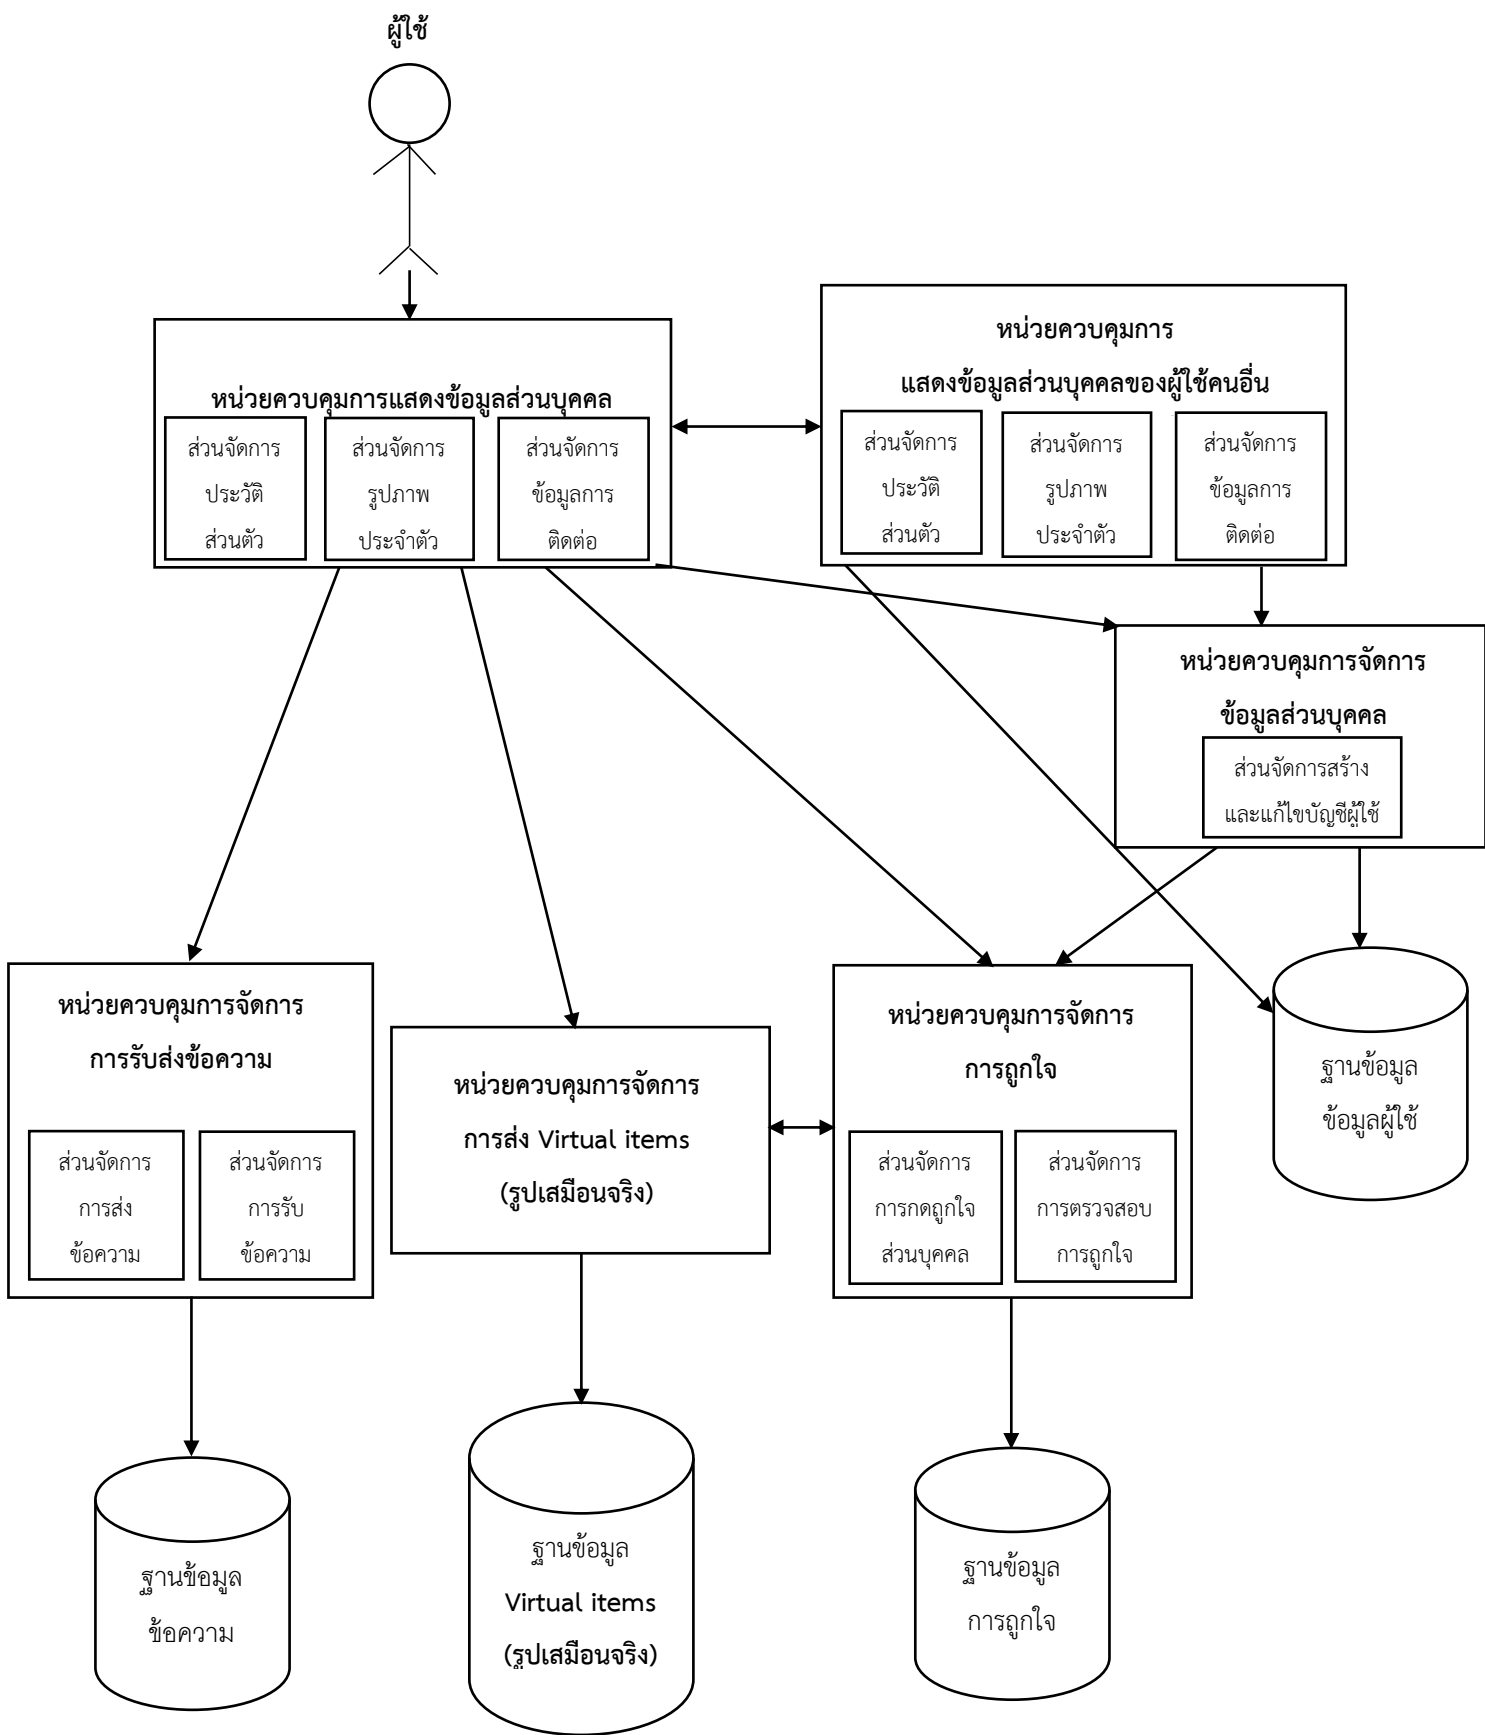 ผู้ใช้
หน่วยควบคุมการแสดงข้อมูลส่วนบุคคล
ส่วนจัดการ
ประวัติ
ส่วนตัว
ส่วนจัดการ
รูปภาพ
ประจำตัว
ส่วนจัดการ
ข้อมูลการ
ติดต่อ
หน่วยควบคุมการ
แสดงข้อมูลส่วนบุคคลของผู้ใช้คนอื่น
ส่วนจัดการ
ประวัติ
ส่วนตัว
ส่วนจัดการ
รูปภาพ
ประจำตัว
ส่วนจัดการ
ข้อมูลการ
ติดต่อ
หน่วยควบคุมการจัดการ
ข้อมูลส่วนบุคคล
ส่วนจัดการสร้าง
และแก้ไขบัญชีผู้ใช้
หน่วยควบคุมการจัดการ
การรับส่งข้อความ
ส่วนจัดการ
การส่ง
ข้อความ
ส่วนจัดการ
การรับ
ข้อความ
หน่วยควบคุมการจัดการ
การส่ง Virtual items
(รูปเสมือนจริง)
หน่วยควบคุมการจัดการ
การถูกใจ
ส่วนจัดการ
การกดถูกใจ
ส่วนบุคคล
ส่วนจัดการ
การตรวจสอบ
การถูกใจ
ฐานข้อมูล
ข้อมูลผู้ใช้
ฐานข้อมูล
ข้อความ
ฐานข้อมูล
Virtual items
(รูปเสมือนจริง)
ฐานข้อมูล
การถูกใจ